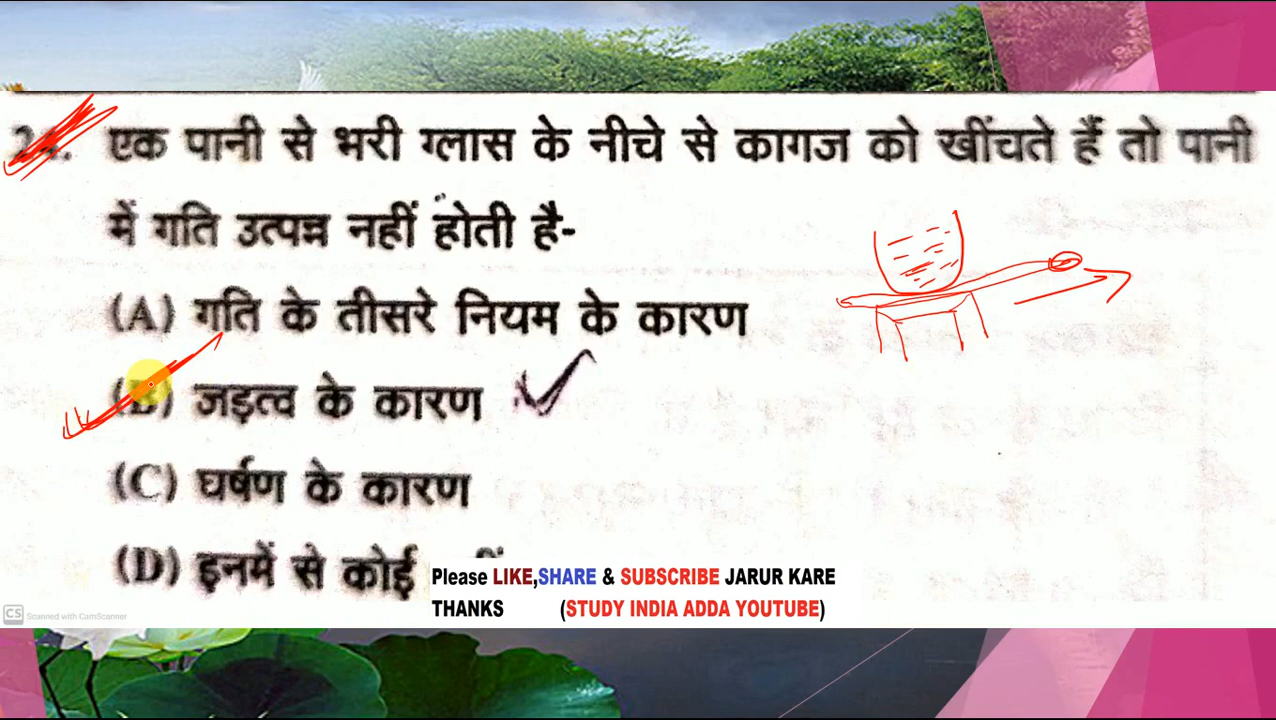 एक पानी से भरी ग्लास के नीचे से कागज को खींचते हैं तो पानी
में गति उत्पन्न नहीं होती है-
(A) गति के तीसरे नियम के कारण
(B) जड़त्व के कारण
(C) घर्षण के कारण
(D) इनमें से कोई
Please LIKE,SHARE & SUBSCRIBE JARUR KARE
THANKS (STUDY INDIA ADDA YOUTUBE)
CS Scanned with CamScanner